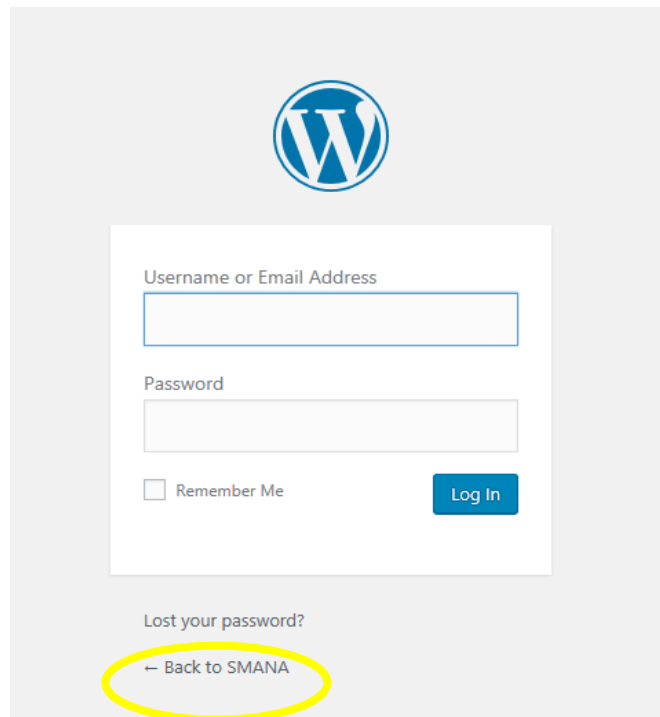 Username or Email Address
Password
Remember Me
Log In
Lost your password?
← Back to SMANA